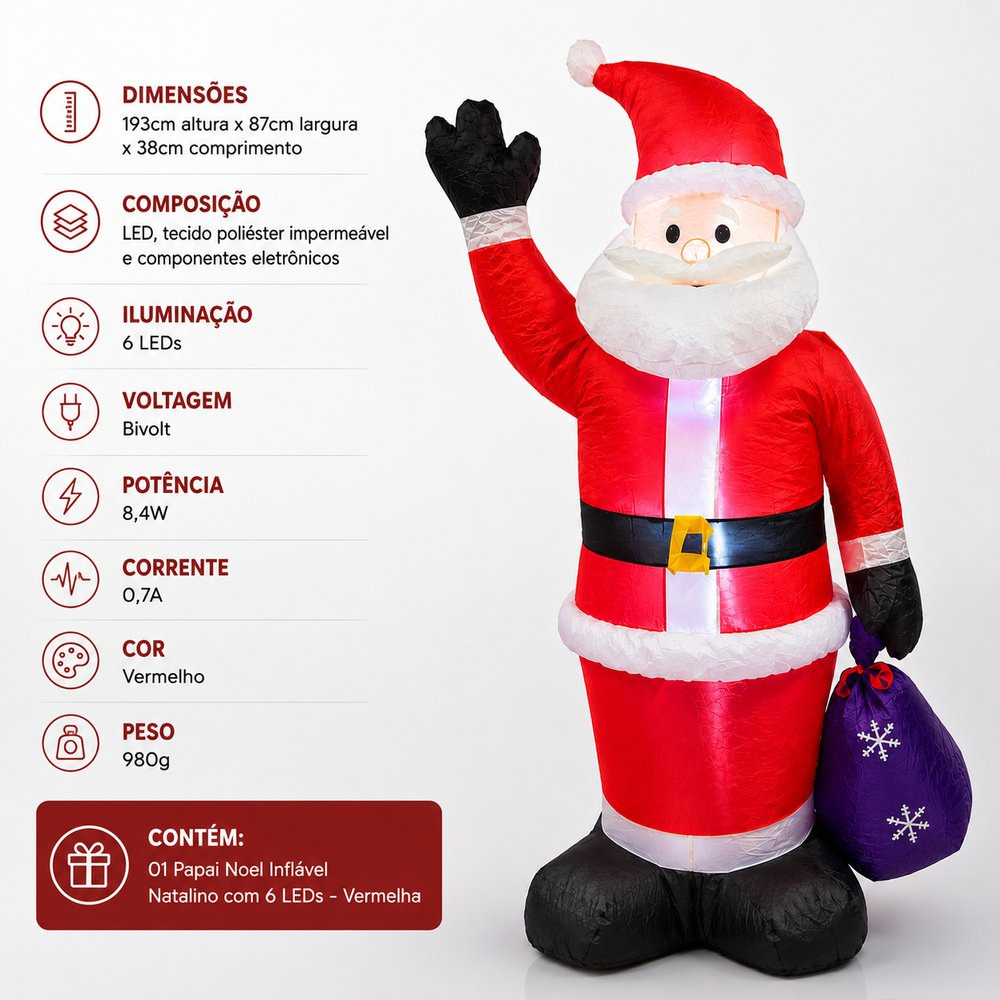 DIMENSÕES
193cm altura x 87cm largura
x 38cm comprimento
COMPOSIÇÃO
LED, tecido poliéster impermeável
e componentes eletrônicos
ILUMINAÇÃO
6 LEDs
VOLTAGEM
Bivolt
POTÊNCIA
8,4W
CORRENTE
0,7A
COR
Vermelho
PESO
980g
CONTÉM:
01 Papai Noel Inflável
Natalino com 6 LEDs - Vermelha